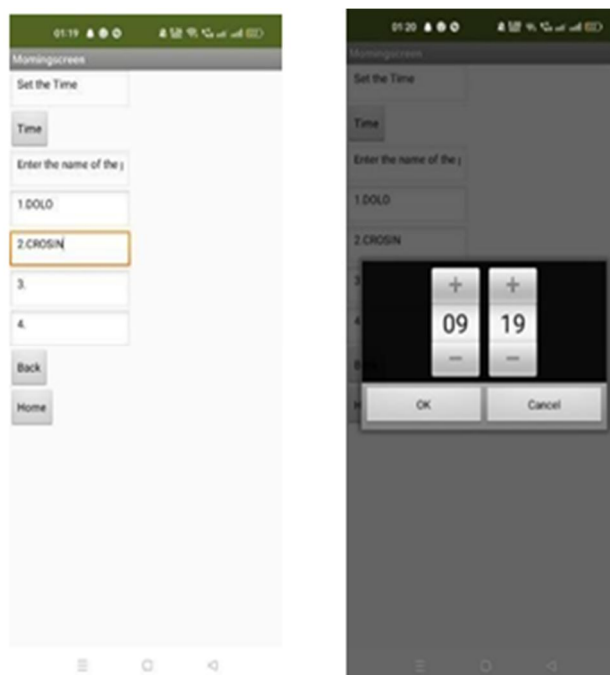 01:19
Morningscreen
Set the Time
Time
Enter the name of the
1.DOLO
2.CROSIN
3.
4.
Back
Home
01:20
Morningscreen
Set the Time
Time
Enter the name of the
1.DOLO
2.CROSIN
3
4
+ +
09 19
- -
OK Cancel